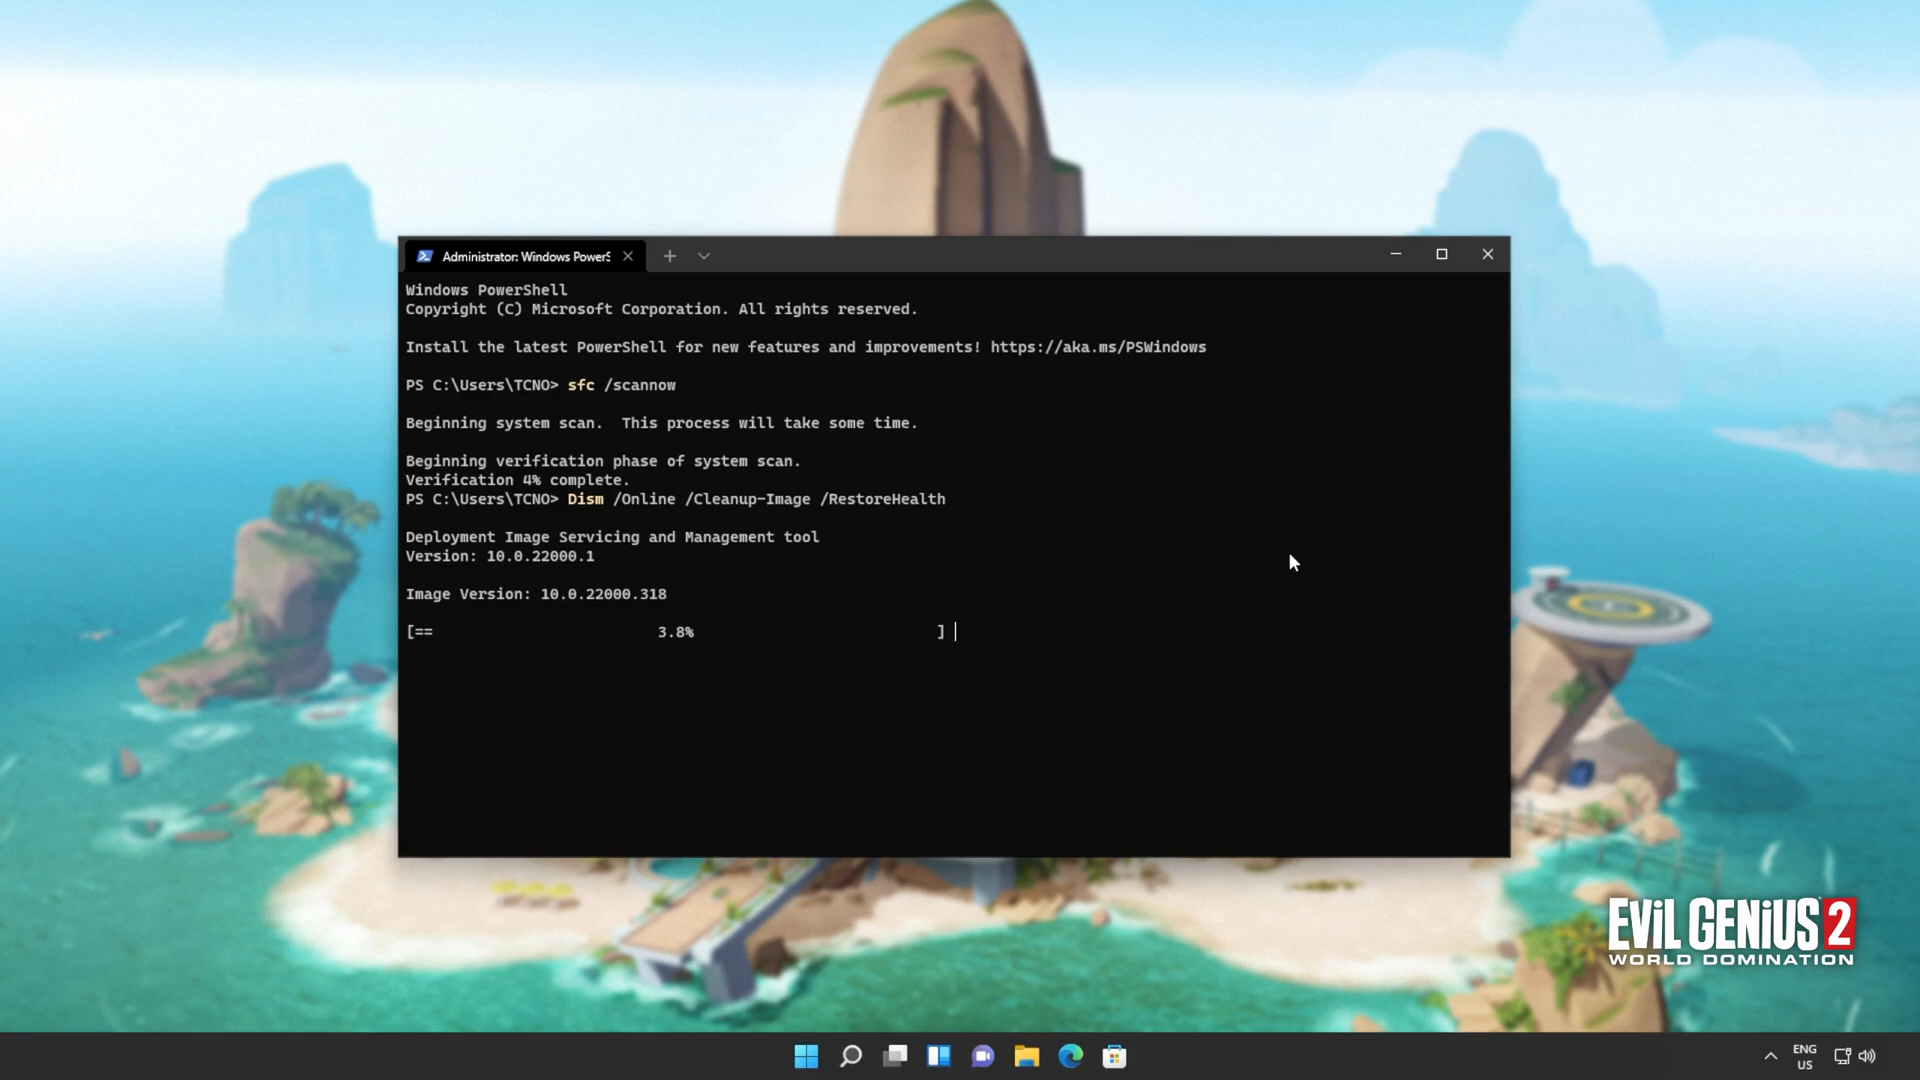 Administrator: Windows PowerS
Windows PowerShell
Copyright (C) Microsoft Corporation. All rights reserved.
Install the latest PowerShell for new features and improvements! https://aka.ms/PSWindows
PS C:\Users\TCNO> sfc /scannow
Beginning system scan.  This process will take some time.
Beginning verification phase of system scan.
Verification 4% complete.
PS C:\Users\TCNO> Dism /Online /Cleanup-Image /RestoreHealth
Deployment Image Servicing and Management tool
Version: 10.0.22000.1
Image Version: 10.0.22000.318
[==                         3.8%                           ]
EViL GENiUS 2
WORLD DOMINATION
ENG
US